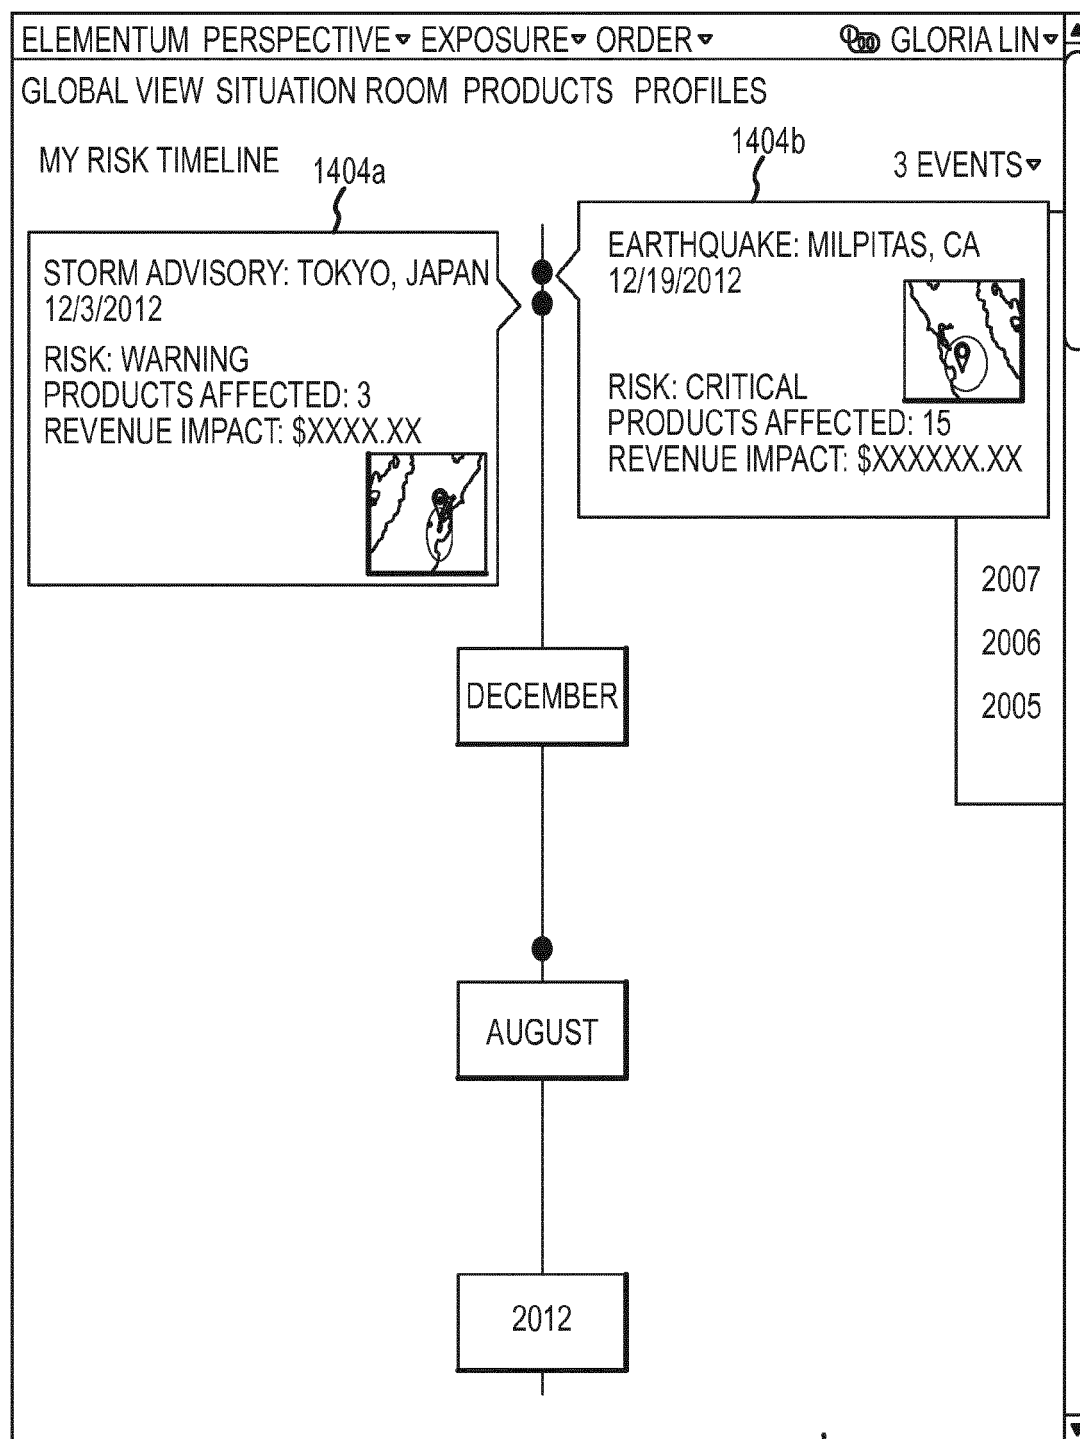 ELEMENTUM PERSPECTIVE EXPOSURE ORDER GLORIA LIN
GLOBAL VIEW SITUATION ROOM PRODUCTS PROFILES
MY RISK TIMELINE
3 EVENTS
1404a
1404b
STORM ADVISORY: TOKYO, JAPAN
12/3/2012
RISK: WARNING
PRODUCTS AFFECTED: 3
REVENUE IMPACT: $XXXX.XX
EARTHQUAKE: MILPITAS, CA
12/19/2012
RISK: CRITICAL
PRODUCTS AFFECTED: 15
REVENUE IMPACT: $XXXXXX.XX
2007
2006
2005
DECEMBER
AUGUST
2012